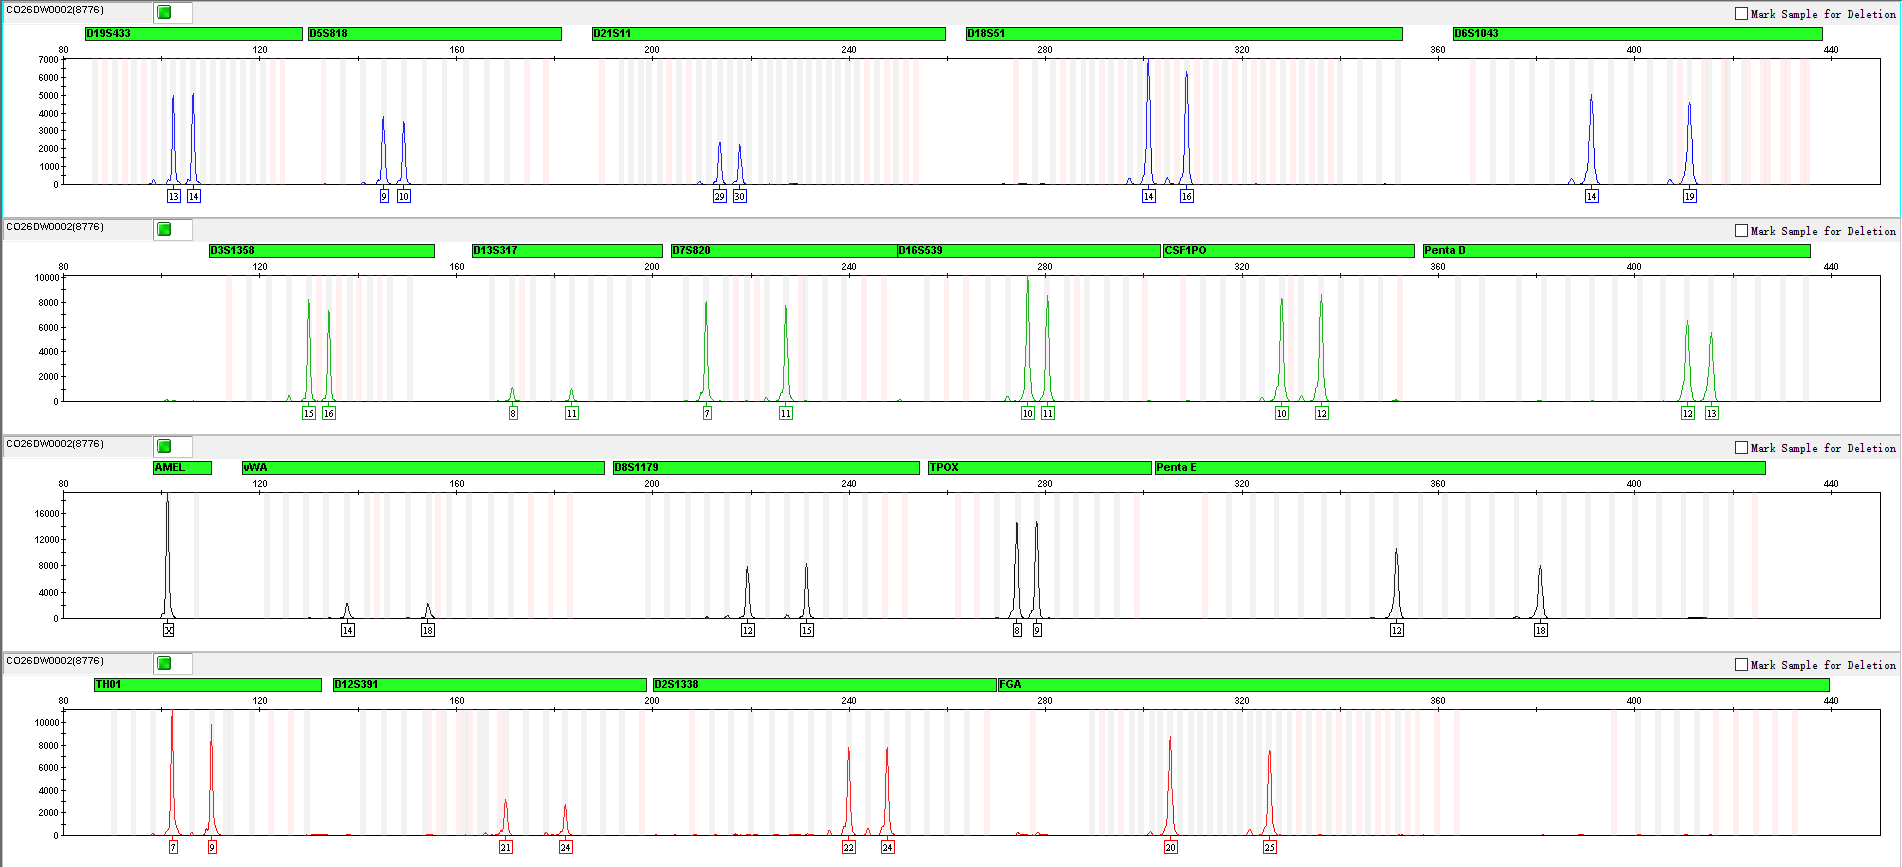 CO26DW0002(8776) Mark Sample for Deletion
D19S433 D5S818 D21S11 D18S51 D6S1043
80 120 160 200 240 280 320 360 400 440
7000
6000
5000
4000
3000
2000
1000
0
13 14 9 10 29 30 14 16 14 19
CO26DW0002(8776) Mark Sample for Deletion
D3S1358 D13S317 D7S820 D16S539 CSF1PO Penta D
80 120 160 200 240 280 320 360 400 440
10000
8000
6000
4000
2000
0
15 16 8 11 7 11 10 11 10 12 12 13
CO26DW0002(8776) Mark Sample for Deletion
AMEL vWA D8S1179 TPOX Penta E
80 120 160 200 240 280 320 360 400 440
16000
12000
8000
4000
0
14 18 12 15 8 9 12 18
CO26DW0002(8776) Mark Sample for Deletion
TH01 D12S391 D2S1338 FGA
80 120 160 200 240 280 320 360 400 440
10000
8000
6000
4000
2000
0
7 9 21 24 22 24 20 25